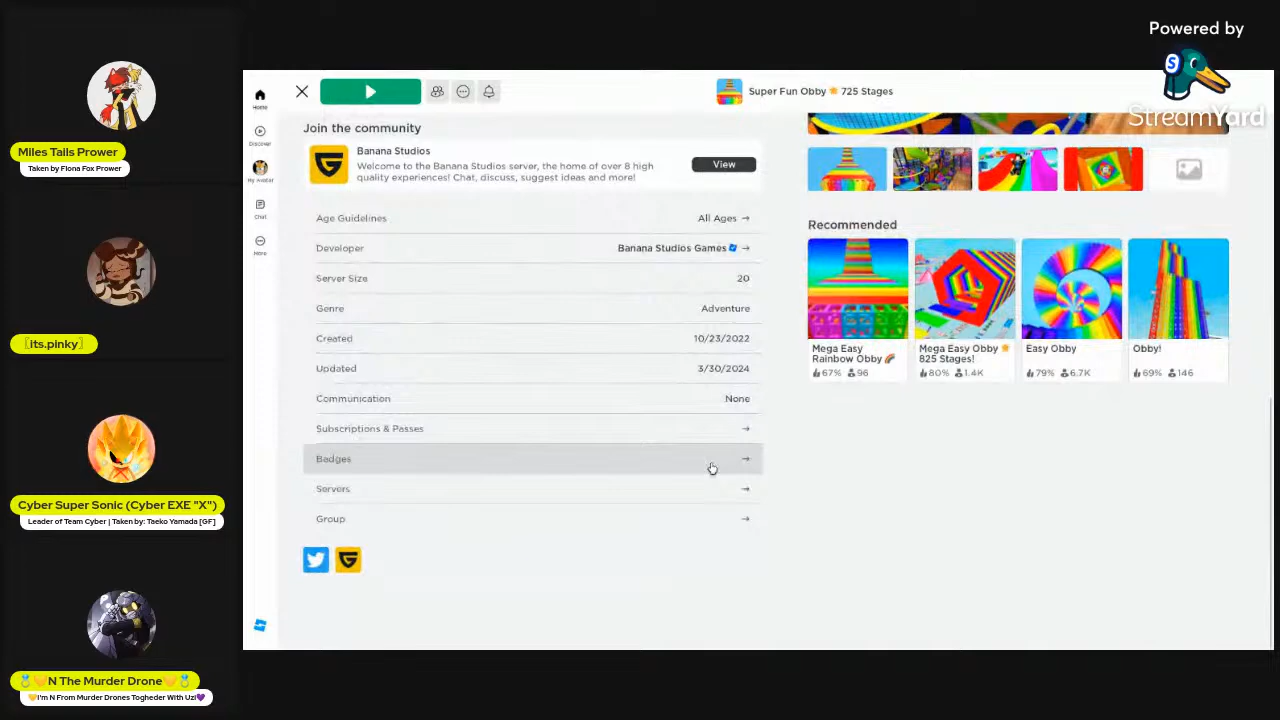 Powered by
StreamYard
Miles Tails Prower
Taken by Fiona Fox Prower
〖its.pinky〗
Cyber Super Sonic (Cyber EXE "X")
Leader of Team Cyber | Taken by: Taeko Yamada [GF]
💍💛N The Murder Drone💛💍
💛I'm N From Murder Drones Togheder With Uzi💜
Home
Discover
My Avatar
Chat
More
Super Fun Obby ☀️ 725 Stages
Join the community
Banana Studios
Welcome to the Banana Studios server, the home of over 8 high
quality experiences! Chat, discuss, suggest ideas and more!
View
Age Guidelines All Ages →
Developer Banana Studios Games →
Server Size 20
Genre Adventure
Created 10/23/2022
Updated 3/30/2024
Communication None
Subscriptions & Passes →
Badges →
Servers →
Group →
Recommended
Mega Easy
Rainbow Obby 🌈
67% 96
Mega Easy Obby ☀️
825 Stages!
80% 1.4K
Easy Obby
79% 6.7K
Obby!
69% 146